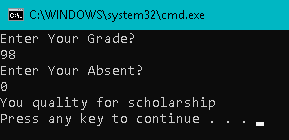 C:\WINDOWS\system32\cmd.exe
Enter Your Grade?
98
Enter Your Absent?
0
You quality for scholarship
Press any key to continue . . .